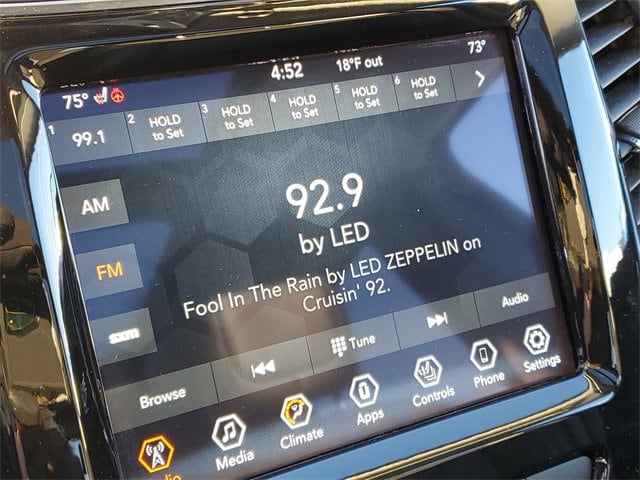 4:52
18°F out
73°
75°
1 99.1
2 HOLD to Set
3 HOLD to Set
4 HOLD to Set
5 HOLD to Set
6 HOLD to Set
AM
92.9
by LED
FM
Fool In The Rain by LED ZEPPELIN on
Cruisin' 92.
Browse
Tune
Audio
Media
Climate
Apps
Controls
Phone
Settings